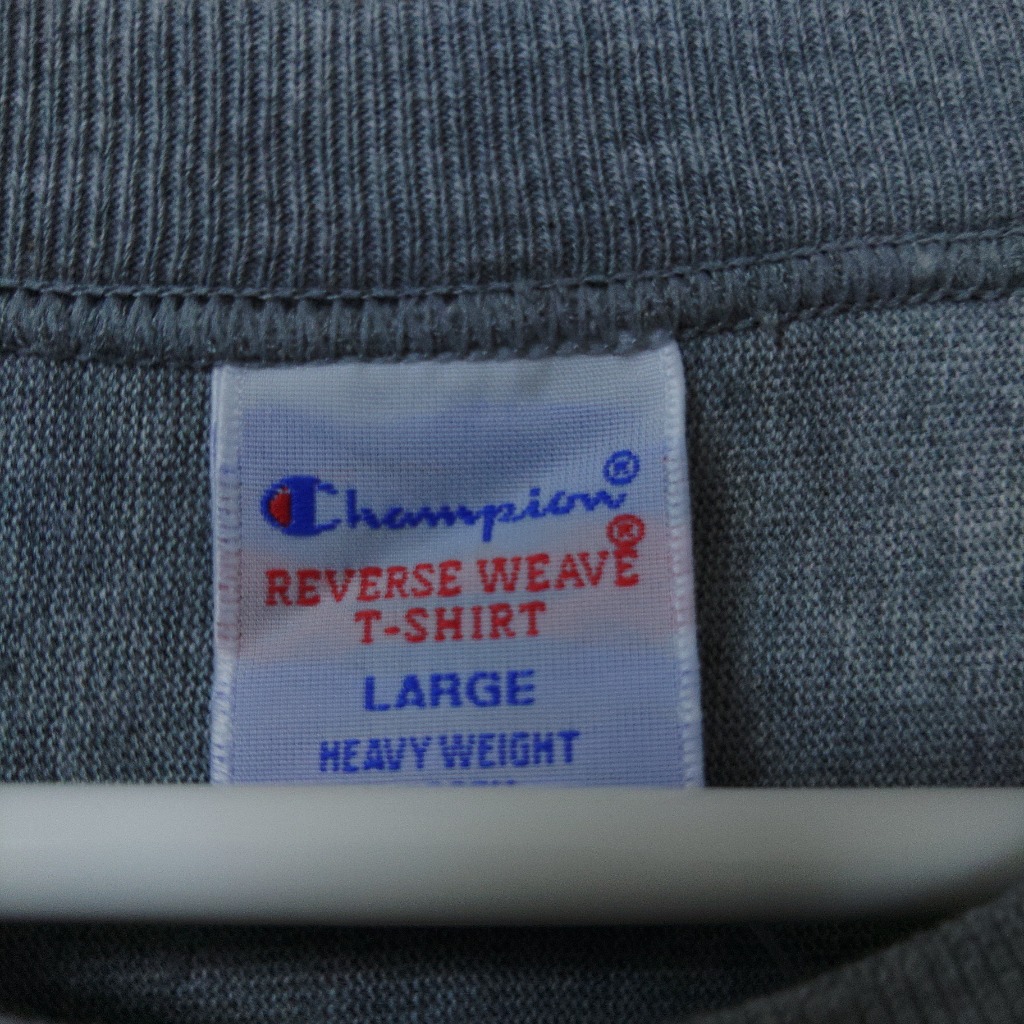 Champion®
REVERSE WEAVE®
T-SHIRT
LARGE
HEAVY WEIGHT